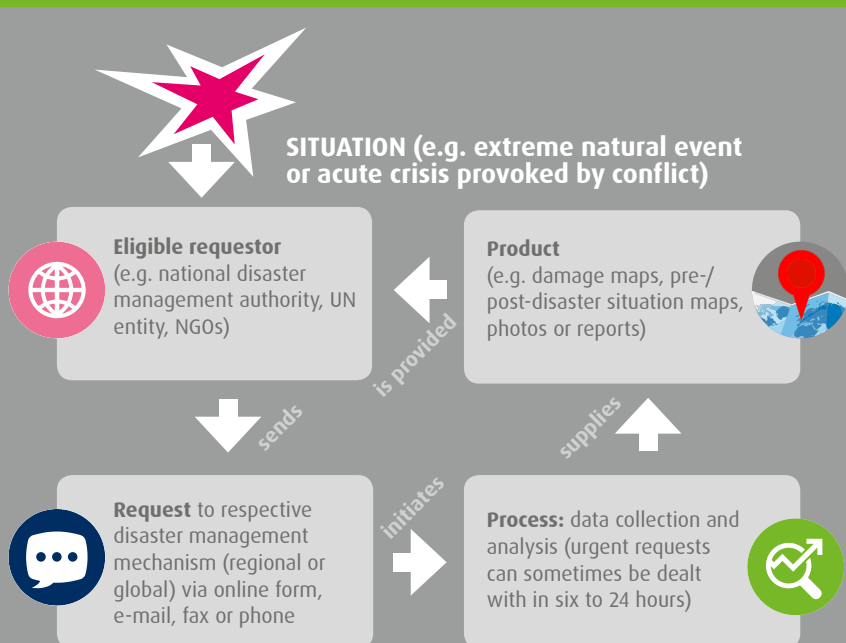 SITUATION (e.g. extreme natural event
or acute crisis provoked by conflict)
Eligible requestor
(e.g. national disaster
management authority, UN
entity, NGOs)
sends
Request to respective
disaster management
mechanism (regional or
global) via online form,
e-mail, fax or phone
initiates
Process: data collection and
analysis (urgent requests
can sometimes be dealt
with in six to 24 hours)
supplies
Product
(e.g. damage maps, pre-/
post-disaster situation maps,
photos or reports)
is provided